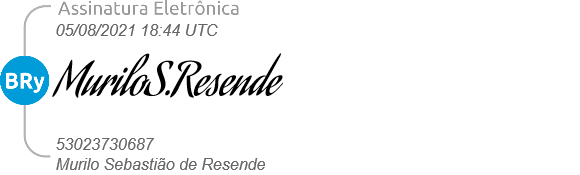 Assinatura Eletrônica
05/08/2021 18:44 UTC
BRy MuriloS.Resende
53023730687
Murilo Sebastião de Resende